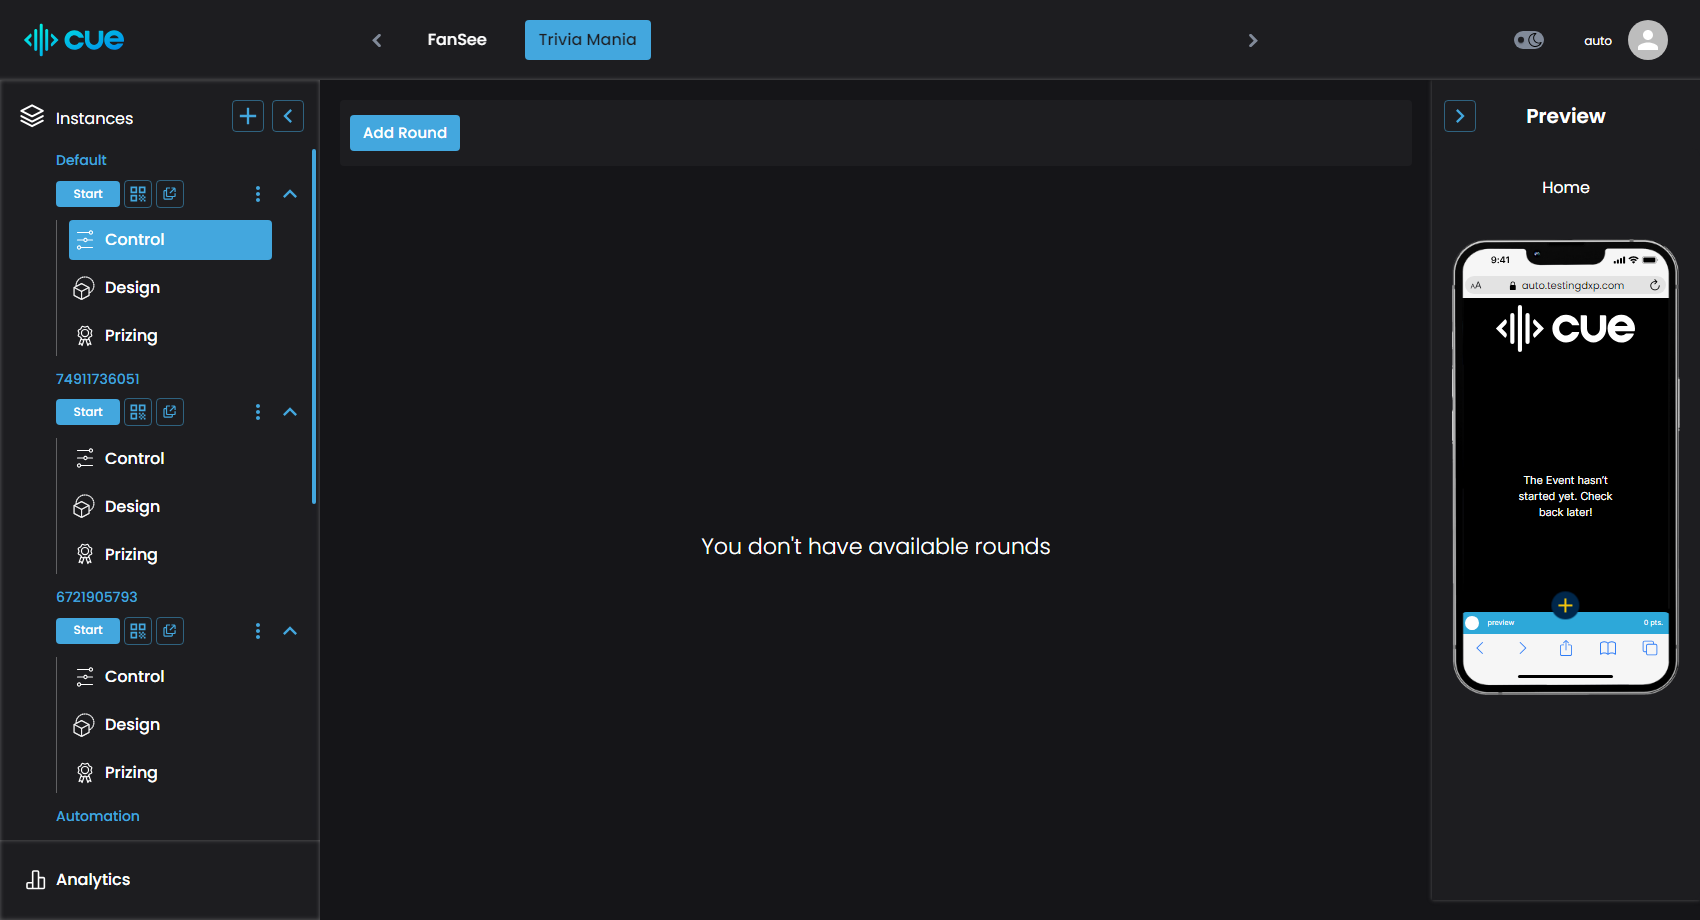 cue
FanSee
Trivia Mania
auto
Instances
Default
Start
Control
Design
Prizing
74911736051
Start
Control
Design
Prizing
6721905793
Start
Control
Design
Prizing
Automation
Analytics
Add Round
You don't have available rounds
Preview
Home
9:41
AA
auto.testingdxp.com
cue
The Event hasn't
started yet. Check
back later!
preview
0 pts.